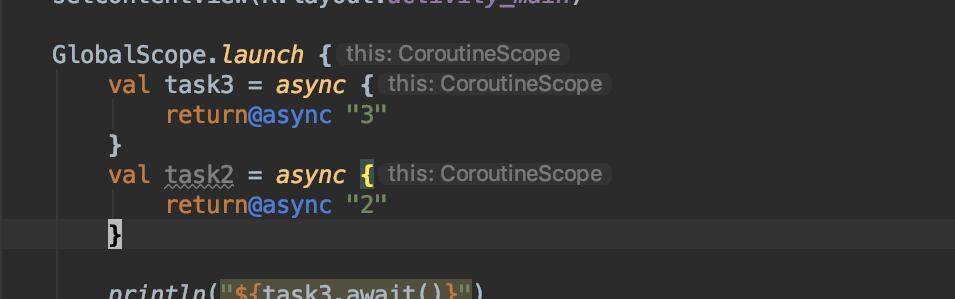 setContentView(R.layout.activity_main)
GlobalScope.launch { this: CoroutineScope
val task3 = async { this: CoroutineScope
return@async "3"
}
val task2 = async { this: CoroutineScope
return@async "2"
}
println("${task3.await()}")